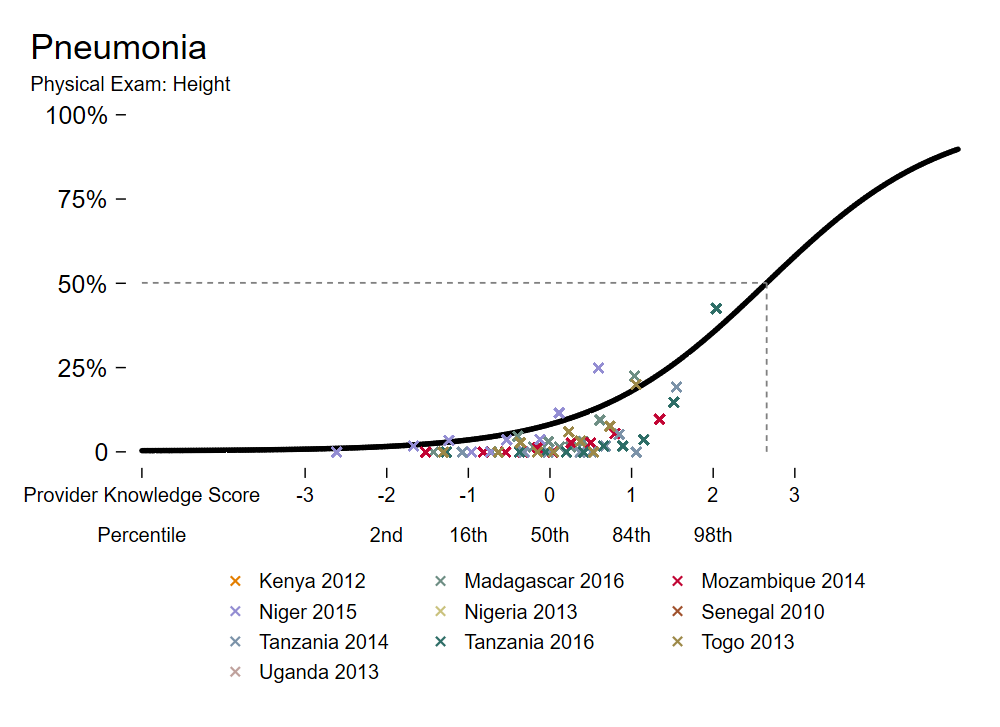 Pneumonia
Physical Exam: Height
100%
75%
50%
25%
0
Provider Knowledge Score -3 -2 -1 0 1 2 3
Percentile 2nd 16th 50th 84th 98th
Kenya 2012 Madagascar 2016 Mozambique 2014
Niger 2015 Nigeria 2013 Senegal 2010
Tanzania 2014 Tanzania 2016 Togo 2013
Uganda 2013